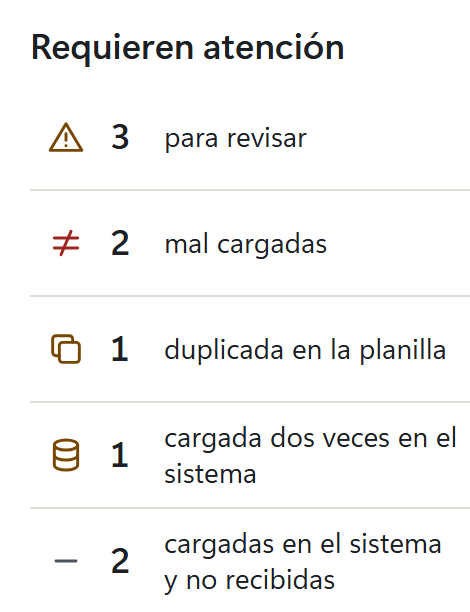 Requieren atención
3 para revisar
≠ 2 mal cargadas
1 duplicada en la planilla
1 cargada dos veces en el
sistema
— 2 cargadas en el sistema
y no recibidas